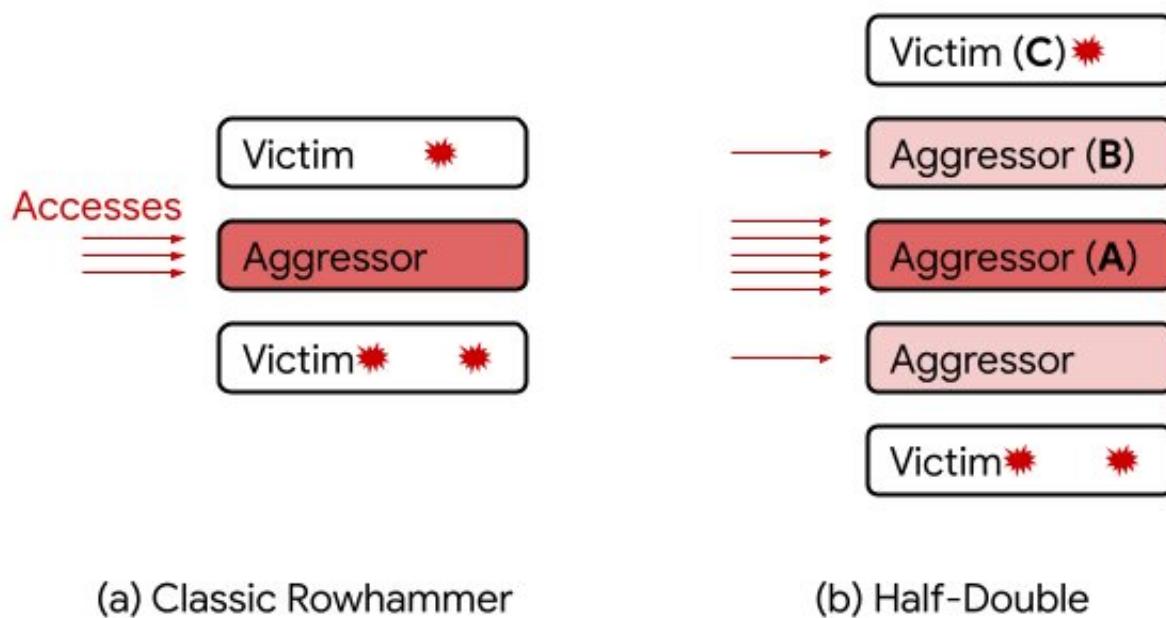 Accesses
Victim
Aggressor
Victim
(a) Classic Rowhammer
Victim (C)
Aggressor (B)
Aggressor (A)
Aggressor
Victim
(b) Half-Double